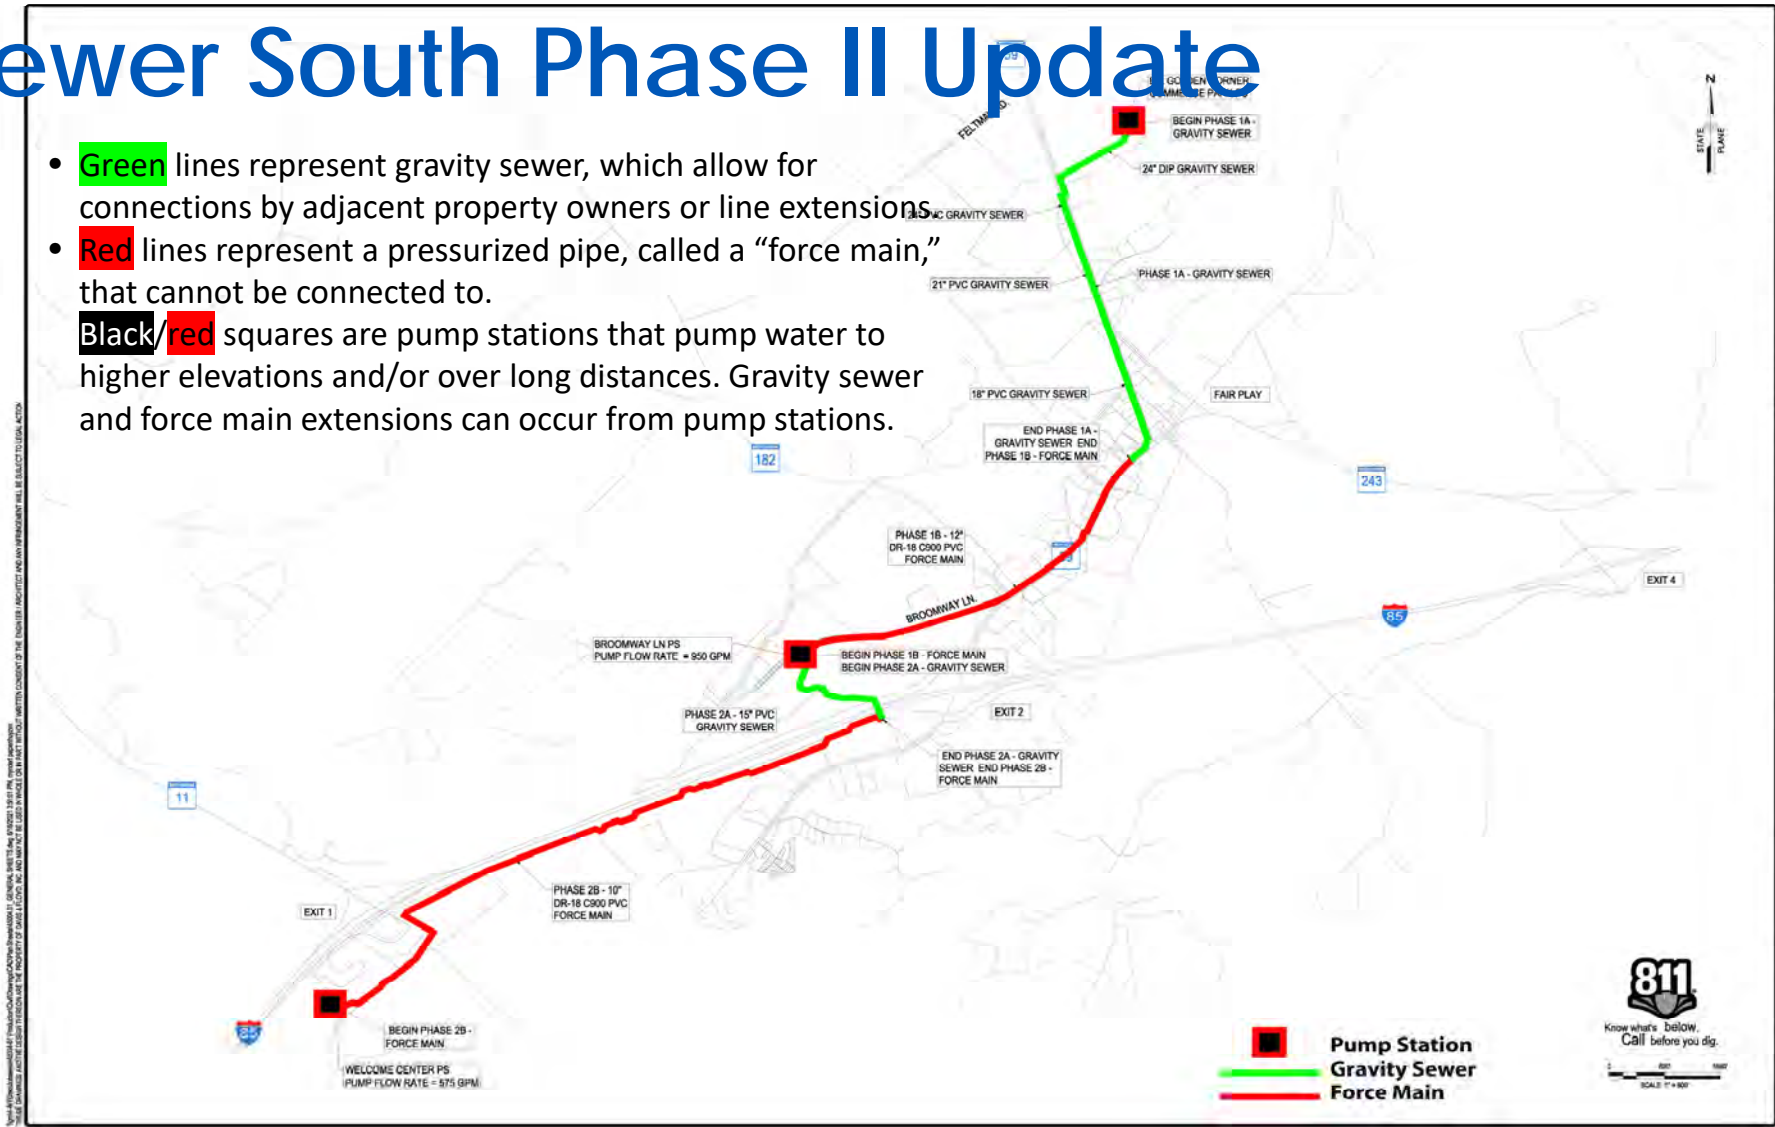 ewer South Phase II Update
• Green lines represent gravity sewer, which allow for
connections by adjacent property owners or line extensions.
• Red lines represent a pressurized pipe, called a “force main,”
that cannot be connected to.
Black/red squares are pump stations that pump water to
higher elevations and/or over long distances. Gravity sewer
and force main extensions can occur from pump stations.
N
STATE
PLANE
BEGIN PHASE 1A -
GRAVITY SEWER
24" DIP GRAVITY SEWER
PVC GRAVITY SEWER
PHASE 1A - GRAVITY SEWER
21" PVC GRAVITY SEWER
18" PVC GRAVITY SEWER
FAIR PLAY
END PHASE 1A -
GRAVITY SEWER END
PHASE 1B - FORCE MAIN
182
243
PHASE 1B - 12"
DR-18 C900 PVC
FORCE MAIN
EXIT 4
85
BROOMWAY LN.
BROOMWAY LN PS
PUMP FLOW RATE = 950 GPM
BEGIN PHASE 1B - FORCE MAIN
BEGIN PHASE 2A - GRAVITY SEWER
PHASE 2A - 15" PVC
GRAVITY SEWER
EXIT 2
END PHASE 2A - GRAVITY
SEWER END PHASE 2B -
FORCE MAIN
11
PHASE 2B - 10"
DR-18 C900 PVC
FORCE MAIN
EXIT 1
85
BEGIN PHASE 2B -
FORCE MAIN
WELCOME CENTER PS
PUMP FLOW RATE = 575 GPM
Pump Station
Gravity Sewer
Force Main
811
Know what's below.
Call before you dig.